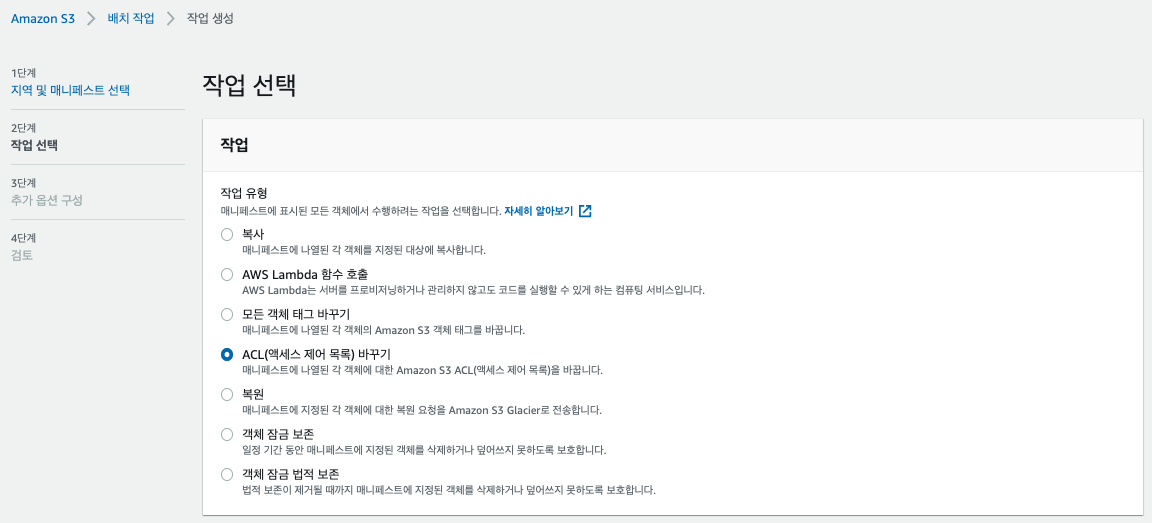 Amazon S3 > 배치 작업 > 작업 생성
1단계
지역 및 매니페스트 선택
2단계
작업 선택
3단계
추가 옵션 구성
4단계
검토
작업 선택
작업
작업 유형
매니페스트에 표시된 모든 객체에서 수행하려는 작업을 선택합니다. 자세히 알아보기
복사
매니페스트에 나열된 각 객체를 지정된 대상에 복사합니다.
AWS Lambda 함수 호출
AWS Lambda는 서버를 프로비저닝하거나 관리하지 않고도 코드를 실행할 수 있게 하는 컴퓨팅 서비스입니다.
모든 객체 태그 바꾸기
매니페스트에 나열된 각 객체의 Amazon S3 객체 태그를 바꿉니다.
ACL(액세스 제어 목록) 바꾸기
매니페스트에 나열된 각 객체에 대한 Amazon S3 ACL(액세스 제어 목록)을 바꿉니다.
복원
매니페스트에 지정된 각 객체에 대한 복원 요청을 Amazon S3 Glacier로 전송합니다.
객체 잠금 보존
일정 기간 동안 매니페스트에 지정된 객체를 삭제하거나 덮어쓰지 못하도록 보호합니다.
객체 잠금 법적 보존
법적 보존이 제거될 때까지 매니페스트에 지정된 객체를 삭제하거나 덮어쓰지 못하도록 보호합니다.